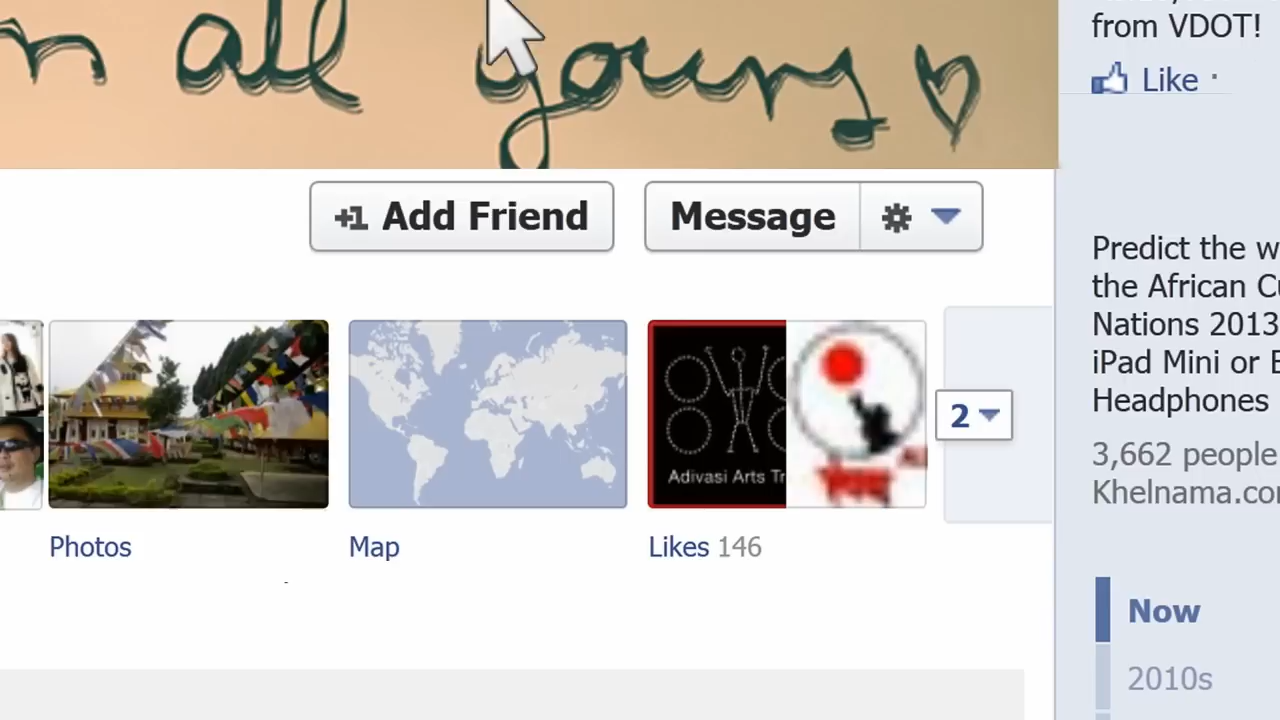 all yours
from VDOT!
Like ·
+1 Add Friend
Message
Predict the w
the African Cu
Nations 2013
iPad Mini or B
Headphones
3,662 people
Khelnama.co
Adivasi Arts Tr
2
Photos
Map
Likes 146
Now
2010s